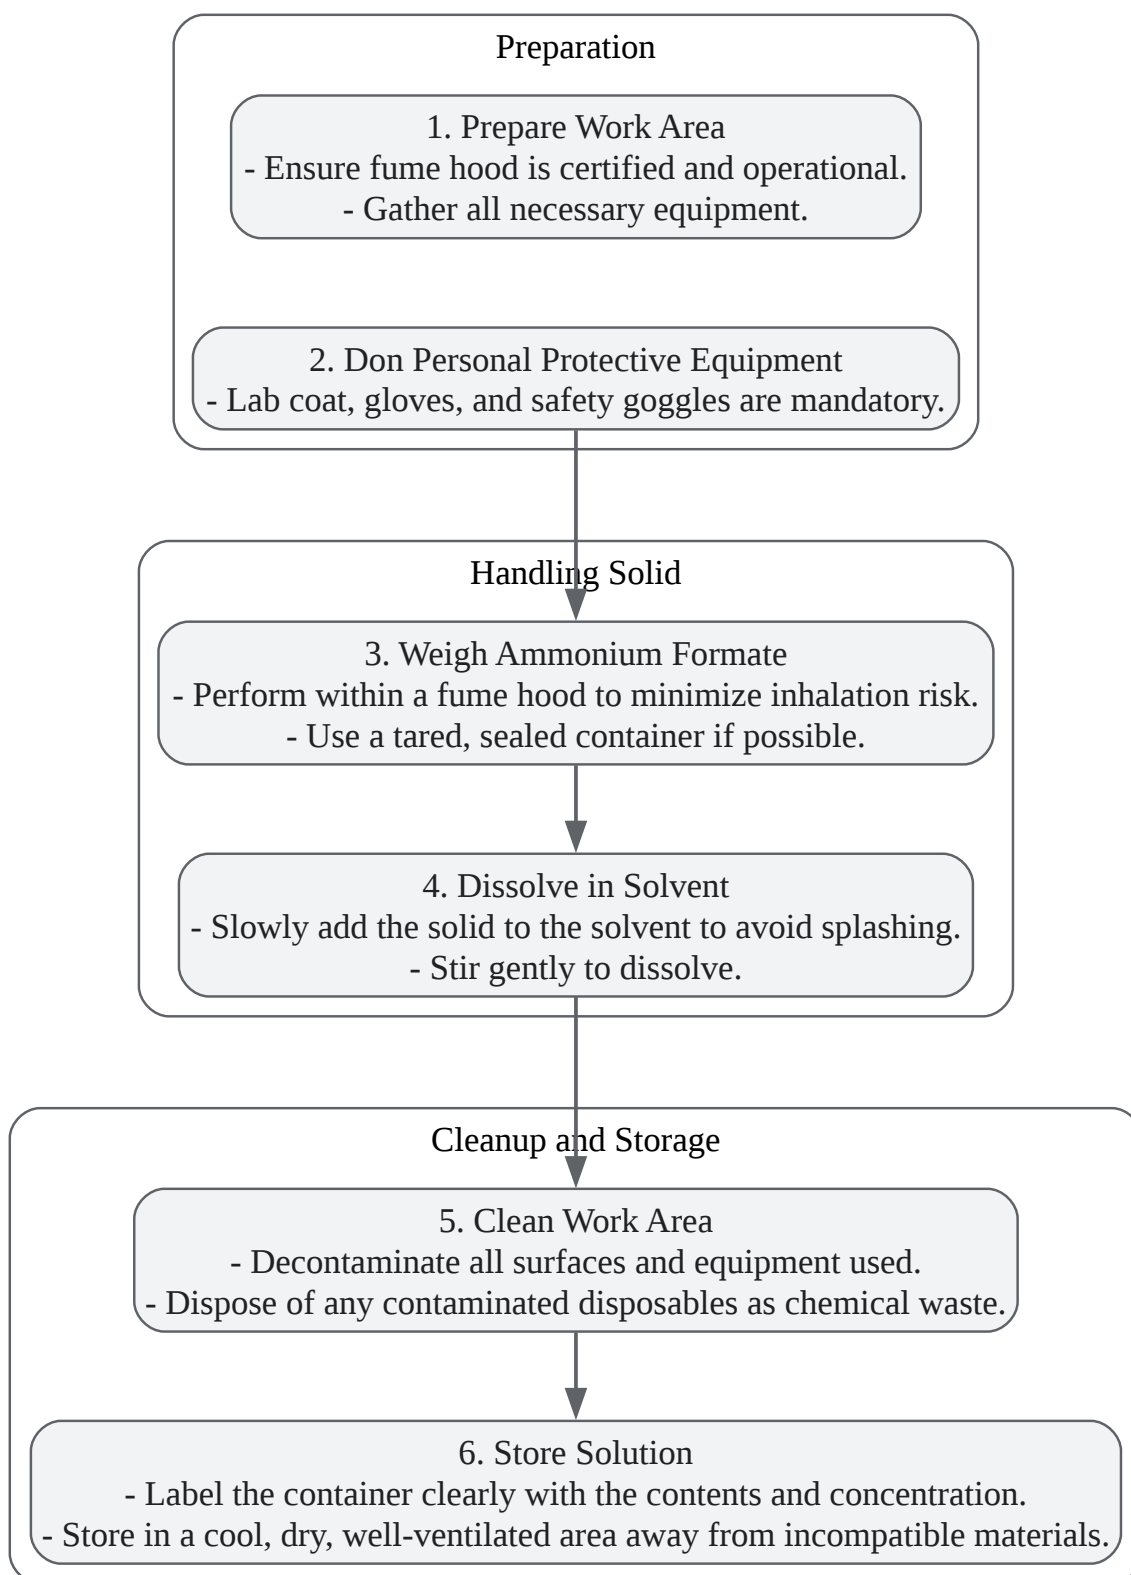 Preparation
1. Prepare Work Area
- Ensure fume hood is certified and operational.
- Gather all necessary equipment.
2. Don Personal Protective Equipment
- Lab coat, gloves, and safety goggles are mandatory.
Handling Solid
3. Weigh Ammonium Formate
- Perform within a fume hood to minimize inhalation risk.
- Use a tared, sealed container if possible.
4. Dissolve in Solvent
- Slowly add the solid to the solvent to avoid splashing.
- Stir gently to dissolve.
Cleanup and Storage
5. Clean Work Area
- Decontaminate all surfaces and equipment used.
- Dispose of any contaminated disposables as chemical waste.
6. Store Solution
- Label the container clearly with the contents and concentration.
- Store in a cool, dry, well-ventilated area away from incompatible materials.